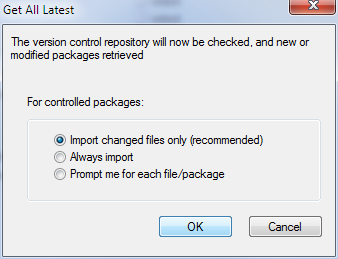 Get All Latest
The version control repository will now be checked, and new or
modified packages retrieved
For controlled packages:
Import changed files only (recommended)
Always import
Prompt me for each file/package
OK
Cancel